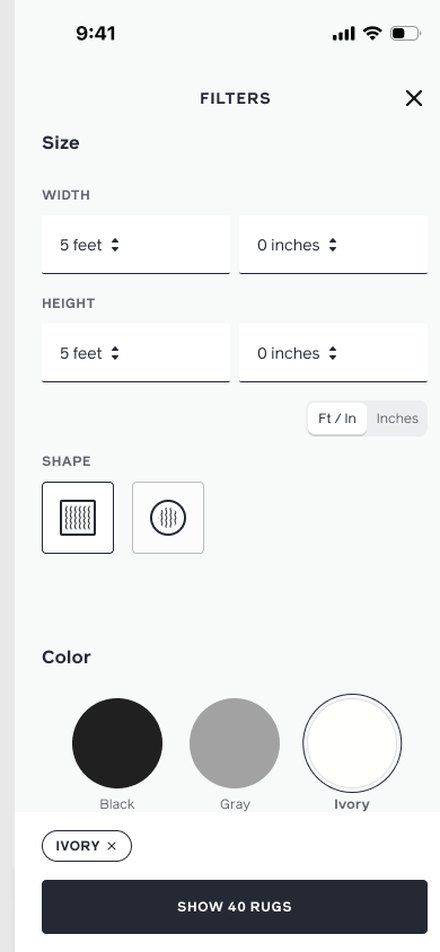 9:41
FILTERS
Size
WIDTH
5 feet 0 inches
HEIGHT
5 feet 0 inches
Ft / In Inches
SHAPE
Color
Black Gray Ivory
IVORY ×
SHOW 40 RUGS